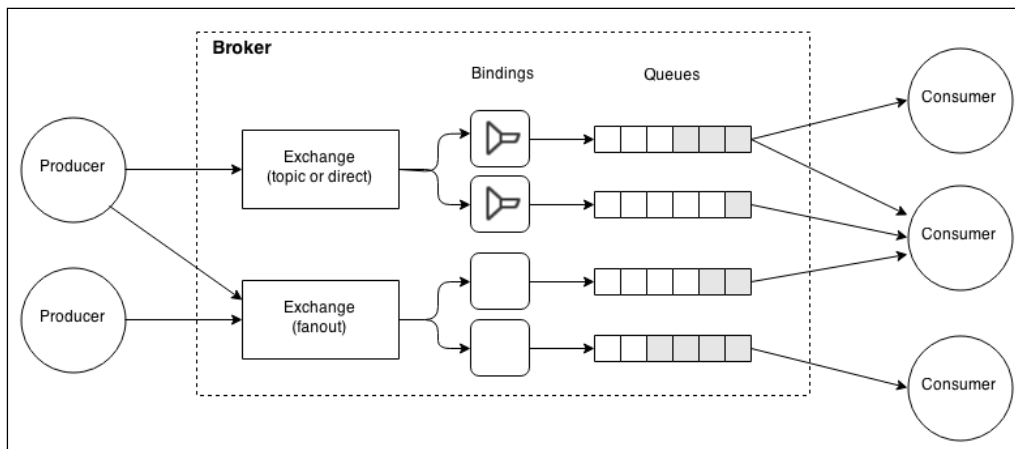 Broker
Bindings
Queues
Consumer
Producer
Exchange
(topic or direct)
Consumer
Producer
Exchange
(fanout)
Consumer